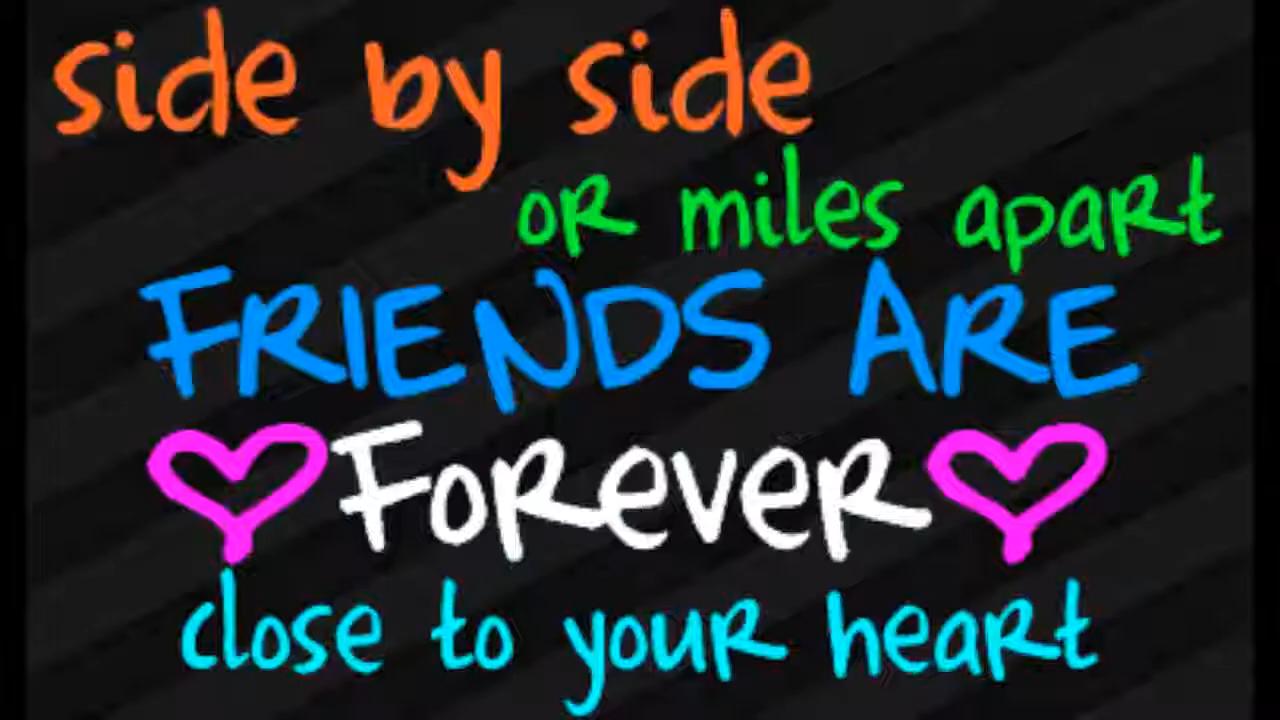 side by side
or miles apart
FRIENDS ARE
Forever
close to your heart